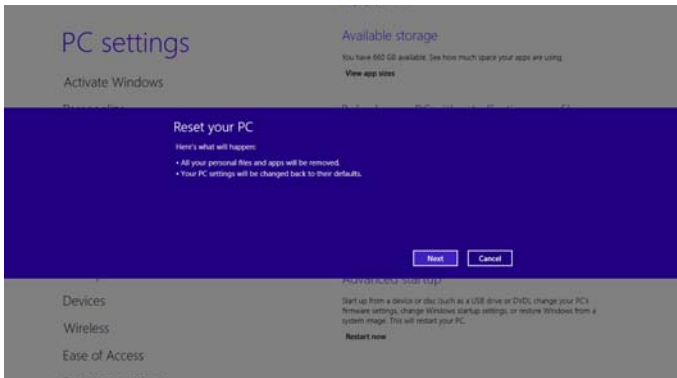 PC settings
Activate Windows
Available storage
You have 660 GB available. See how much space your apps are using.
View app sizes
Reset your PC
Here's what will happen:
• All your personal files and apps will be removed.
• Your PC settings will be changed back to their defaults.
Next
Cancel
Devices
Wireless
Ease of Access
Advanced startup
Start up from a device or disc (such as a USB drive or DVD), change your PC's
firmware settings, change Windows startup settings, or restore Windows from a
system image. This will restart your PC.
Restart now